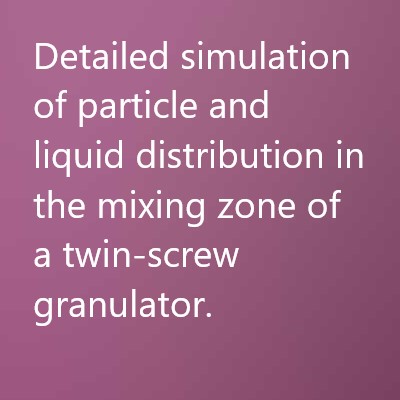 Detailed simulation
of particle and
liquid distribution in
the mixing zone of
a twin-screw
granulator.